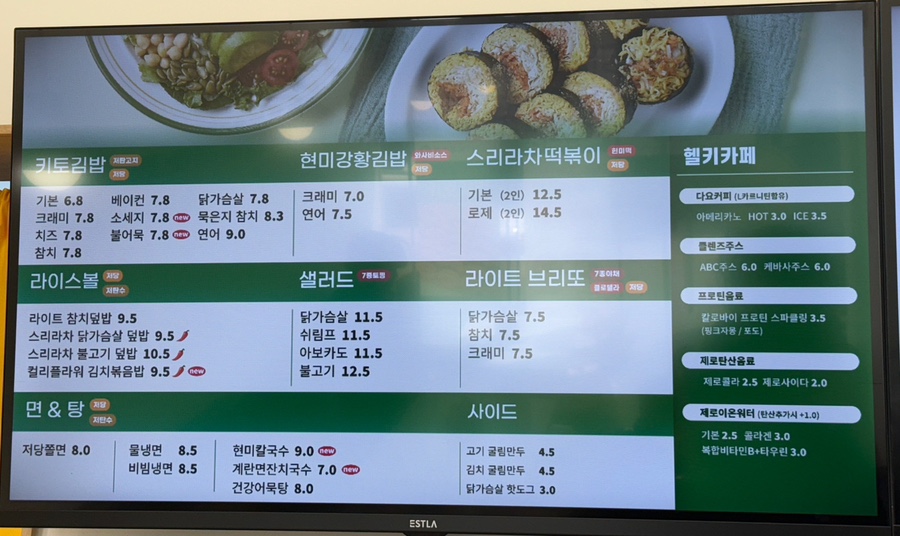 키토김밥 저탄고지 저당
기본 6.8 베이컨 7.8 닭가슴살 7.8
크래미 7.8 소세지 7.8 new 묵은지 참치 8.3
치즈 7.8 불어묵 7.8 new 연어 9.0
참치 7.8
현미강황김밥 와사비소스 저당
크래미 7.0
연어 7.5
스리라차떡볶이 현미떡 저당
기본 (2인) 12.5
로제 (2인) 14.5
라이스볼 저당 저탄수
라이트 참치덮밥 9.5
스리라차 닭가슴살 덮밥 9.5
스리라차 불고기 덮밥 10.5
컬리플라워 김치볶음밥 9.5 new
샐러드 7종토핑
닭가슴살 11.5
쉬림프 11.5
아보카도 11.5
불고기 12.5
라이트 브리또 7종야채 저당
닭가슴살 7.5
참치 7.5
크래미 7.5
면 & 탕 저당 저탄수
저당쫄면 8.0
물냉면 8.5
비빔냉면 8.5
현미칼국수 9.0 new
계란면잔치국수 7.0 new
건강어묵탕 8.0
사이드
고기 굴림만두 4.5
김치 굴림만두 4.5
닭가슴살 핫도그 3.0
헬키카페
다요커피 (L카르니틴함유)
아메리카노 HOT 3.0 ICE 3.5
클렌즈주스
ABC주스 6.0 케바사주스 6.0
프로틴음료
칼로바이 프로틴 스파클링 3.5
(핑크자몽 / 포도)
제로탄산음료
제로콜라 2.5 제로사이다 2.0
제로이온워터 (탄산추가시 +1.0)
기본 2.5 콜라겐 3.0
복합비타민B+타우린 3.0
ESTLA